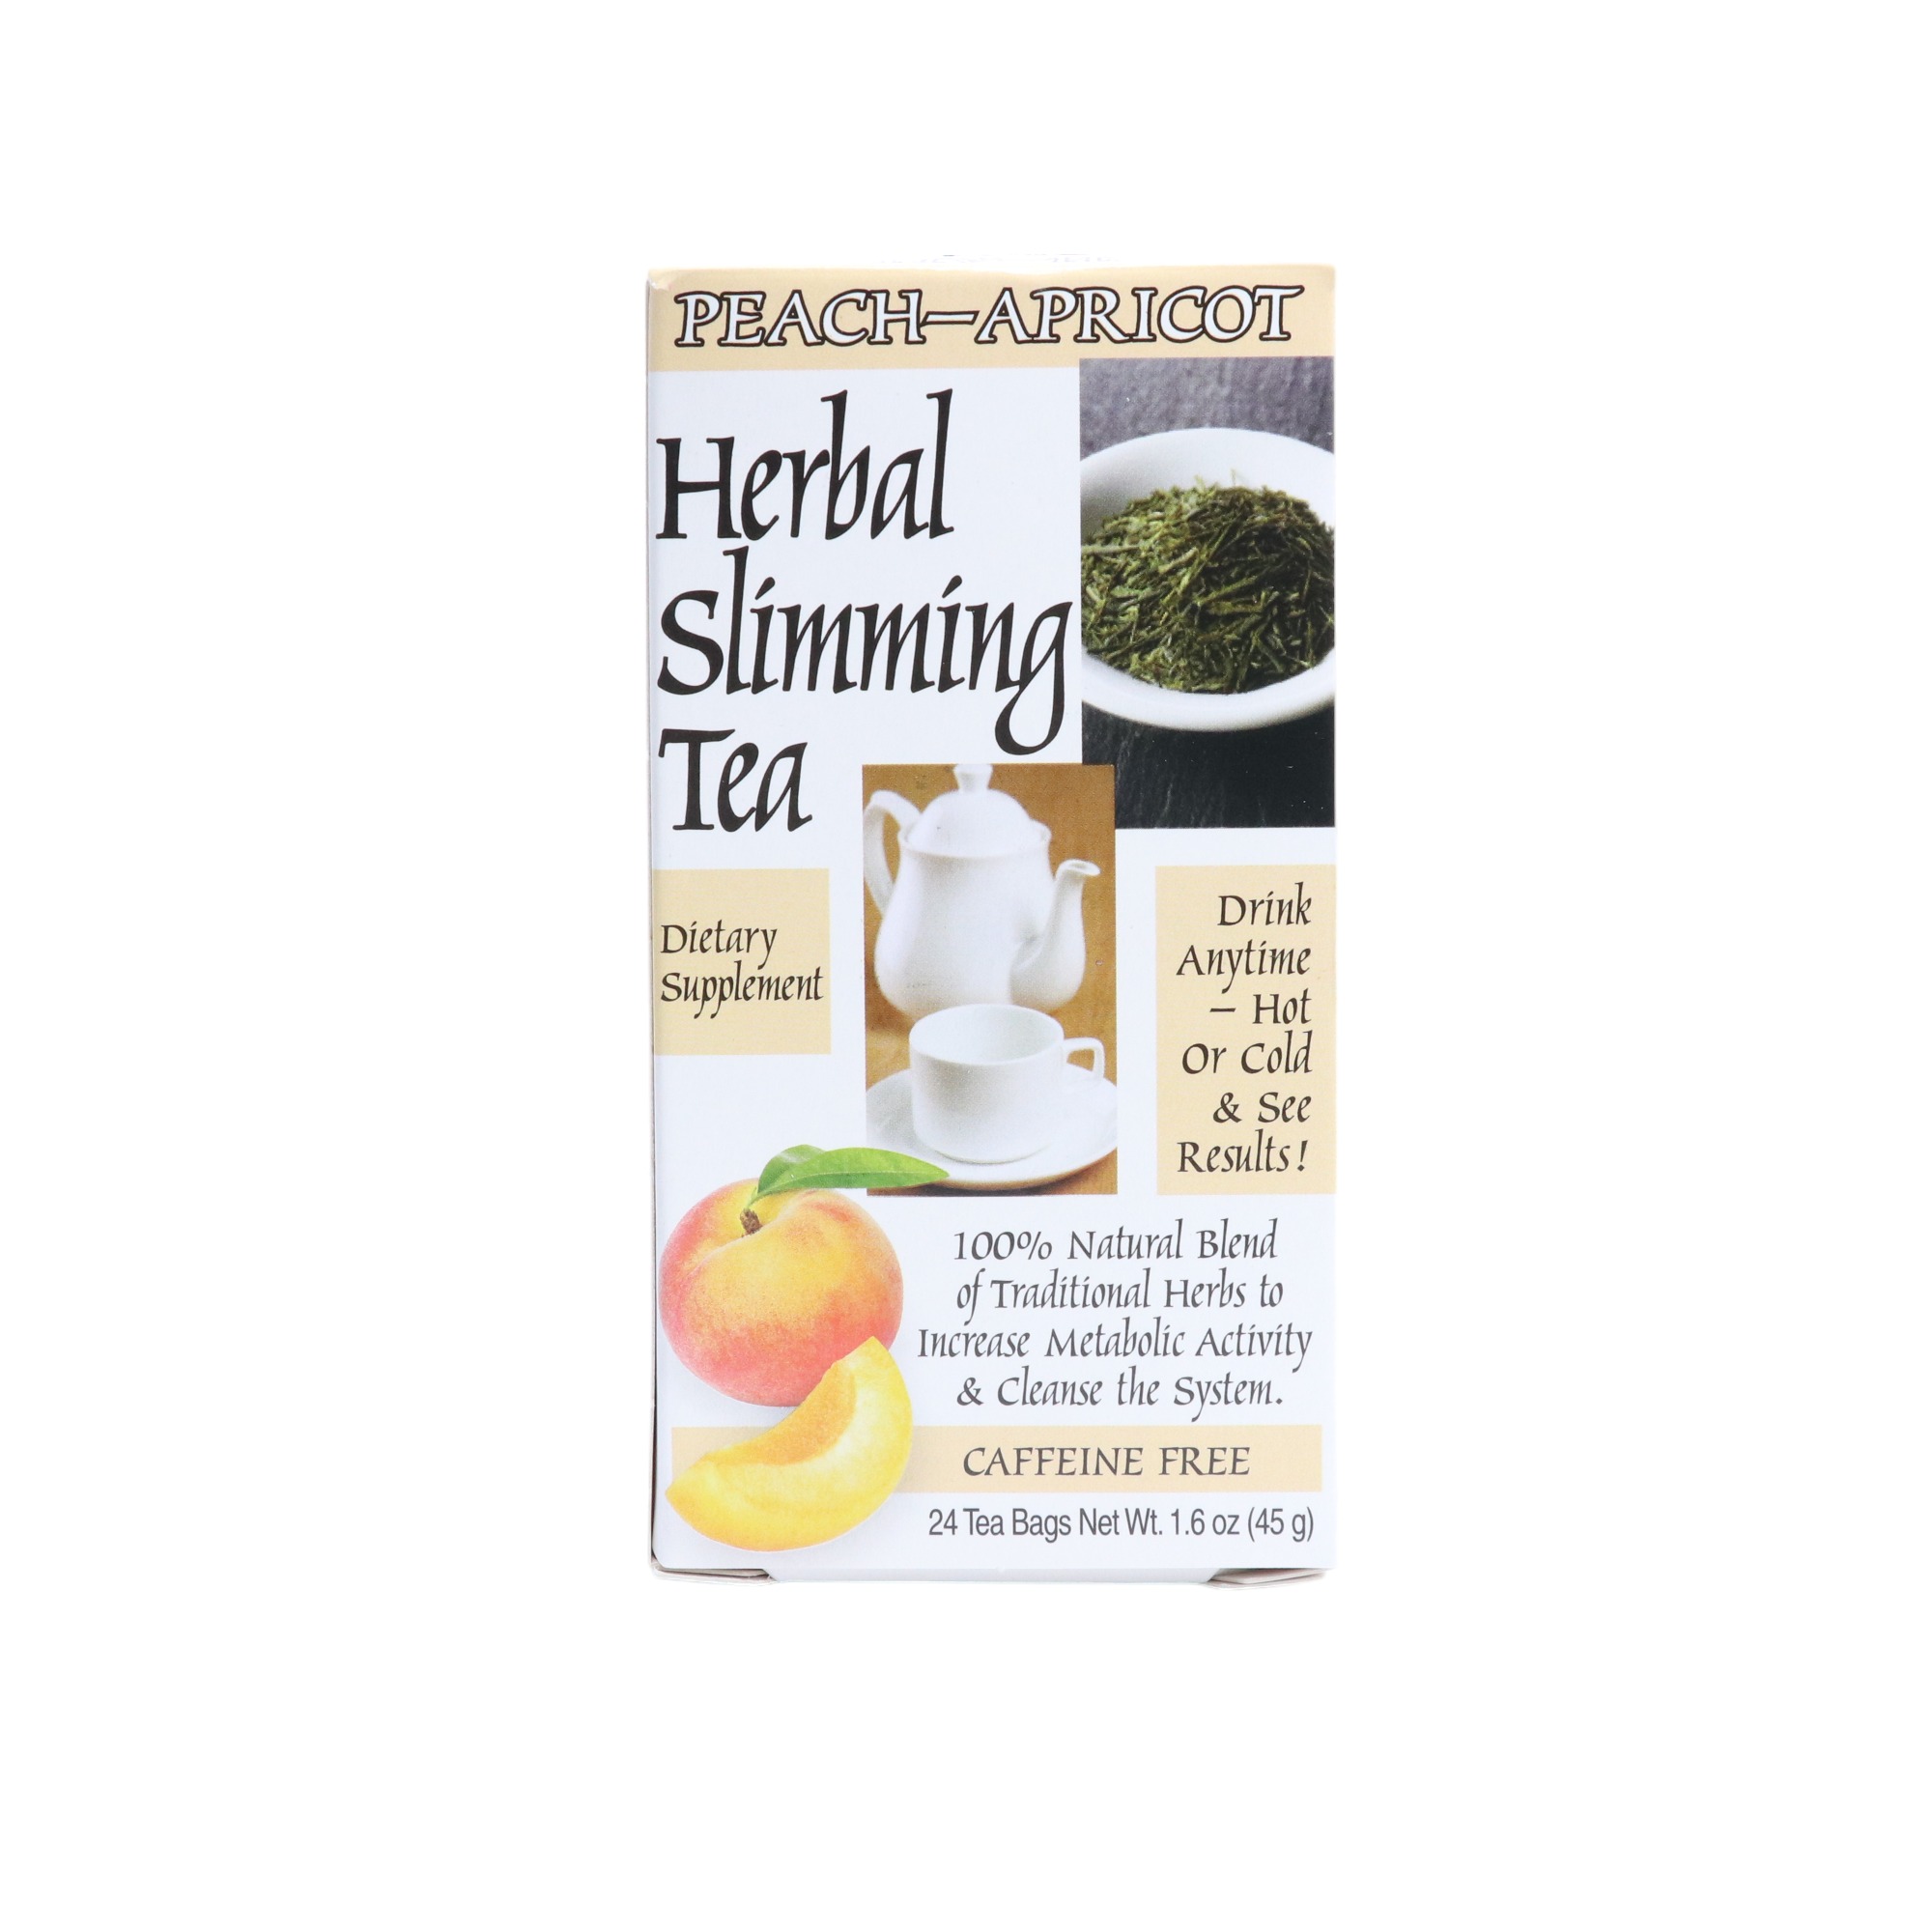 PEACH—APRICOT
Herbal
Slimming
Tea
Dietary
Supplement
Drink
Anytime
– Hot
Or Cold
& See
Results!
100% Natural Blend
of Traditional Herbs to
Increase Metabolic Activity
& Cleanse the System.
CAFFEINE FREE
24 Tea Bags Net Wt. 1.6 oz (45 g)